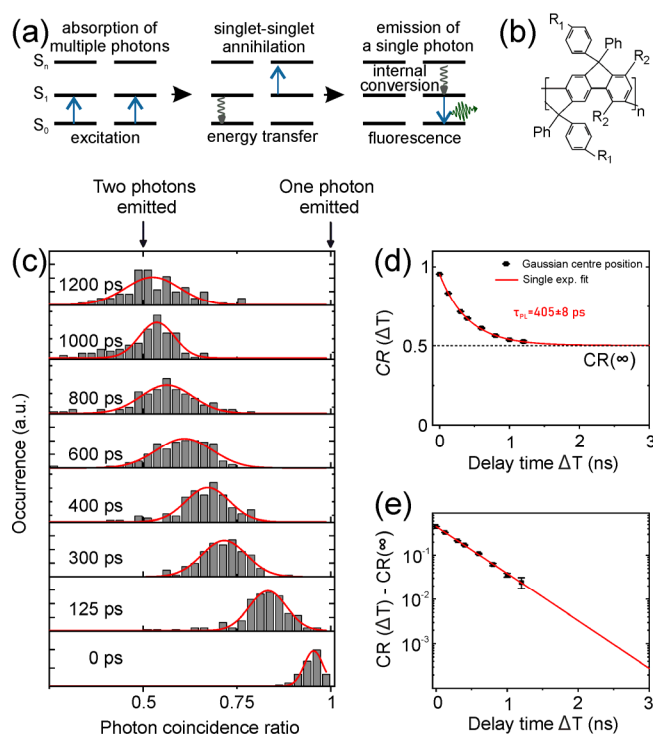 (a)
absorption of
multiple photons
singlet-singlet
annihilation
emission of
a single photon
Sn
S1
S0
excitation
energy transfer
internal
conversion
fluorescence
(b)
R1
Ph
R2
n
Ph
R2
R1
Two photons
emitted
One photon
emitted
(c)
1200 ps
1000 ps
800 ps
600 ps
400 ps
300 ps
125 ps
0 ps
Occurrence (a.u.)
0.5
0.75
1
Photon coincidence ratio
(d)
1
0.5
0
CR (ΔT)
Gaussian centre position
Single exp. fit
τPL=405±8 ps
CR(∞)
0
1
2
3
Delay time ΔT (ns)
(e)
10⁻¹
10⁻²
10⁻³
CR (ΔT) - CR(∞)
0
1
2
3
Delay time ΔT (ns)